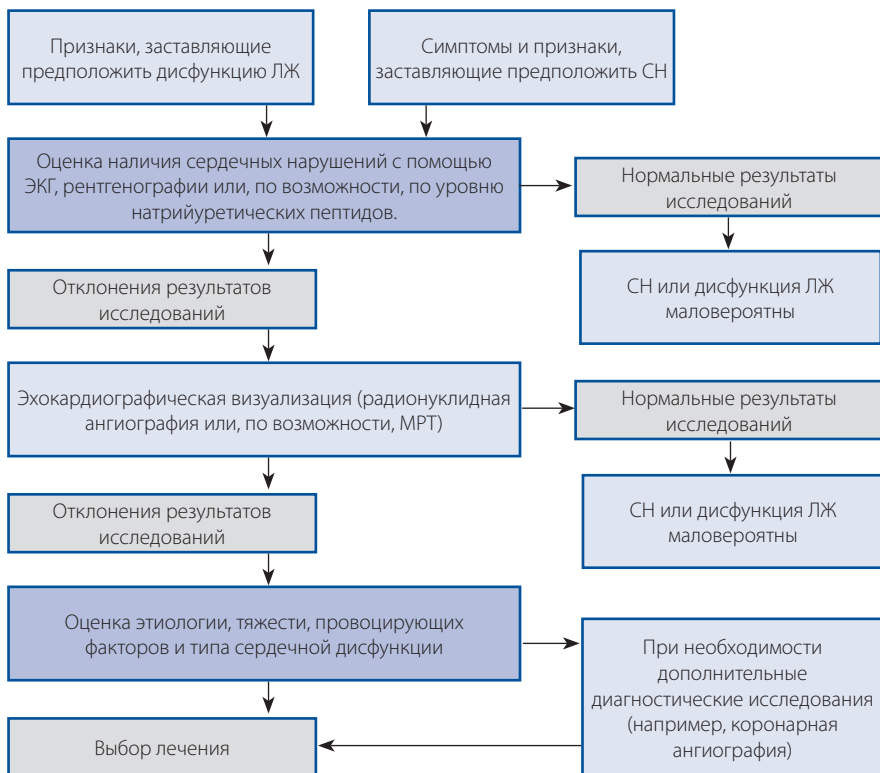 Признаки, заставляющие
предположить дисфункцию ЛЖ
Симптомы и признаки,
заставляющие предположить СН
Оценка наличия сердечных нарушений с помощью
ЭКГ, рентгенографии или, по возможности, по уровню
натрийуретических пептидов.
Нормальные результаты
исследований
СН или дисфункция ЛЖ
маловероятны
Отклонения результатов
исследований
Эхокардиографическая визуализация (радионуклидная
ангиография или, по возможности, МРТ)
Нормальные результаты
исследований
СН или дисфункция ЛЖ
маловероятны
Отклонения результатов
исследований
Оценка этиологии, тяжести, провоцирующих
факторов и типа сердечной дисфункции
При необходимости
дополнительные
диагностические исследования
(например, коронарная
ангиография)
Выбор лечения